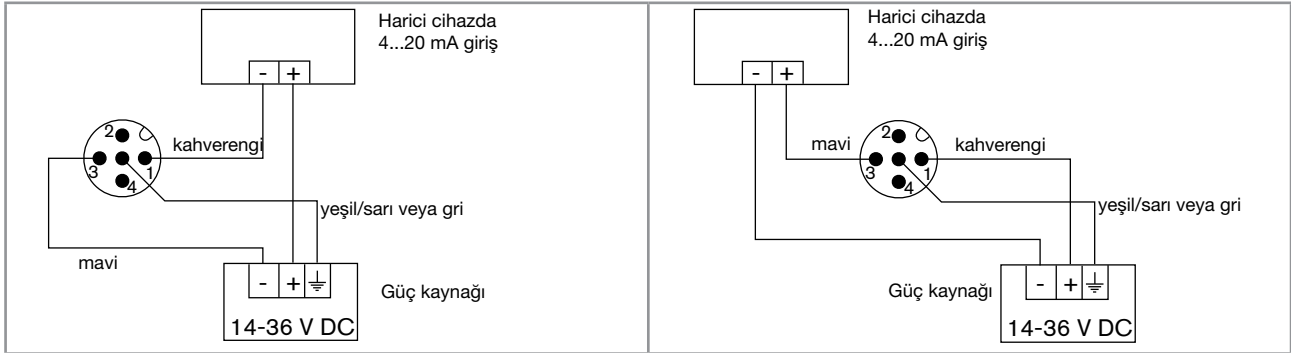 Harici cihazda
4...20 mA giriş
- +
2
kahverengi
3
1
4
yeşil/sarı veya gri
mavi
- +
Güç kaynağı
14-36 V DC
Harici cihazda
4...20 mA giriş
- +
2
mavi
kahverengi
3
1
4
yeşil/sarı veya gri
Güç kaynağı
- +
14-36 V DC